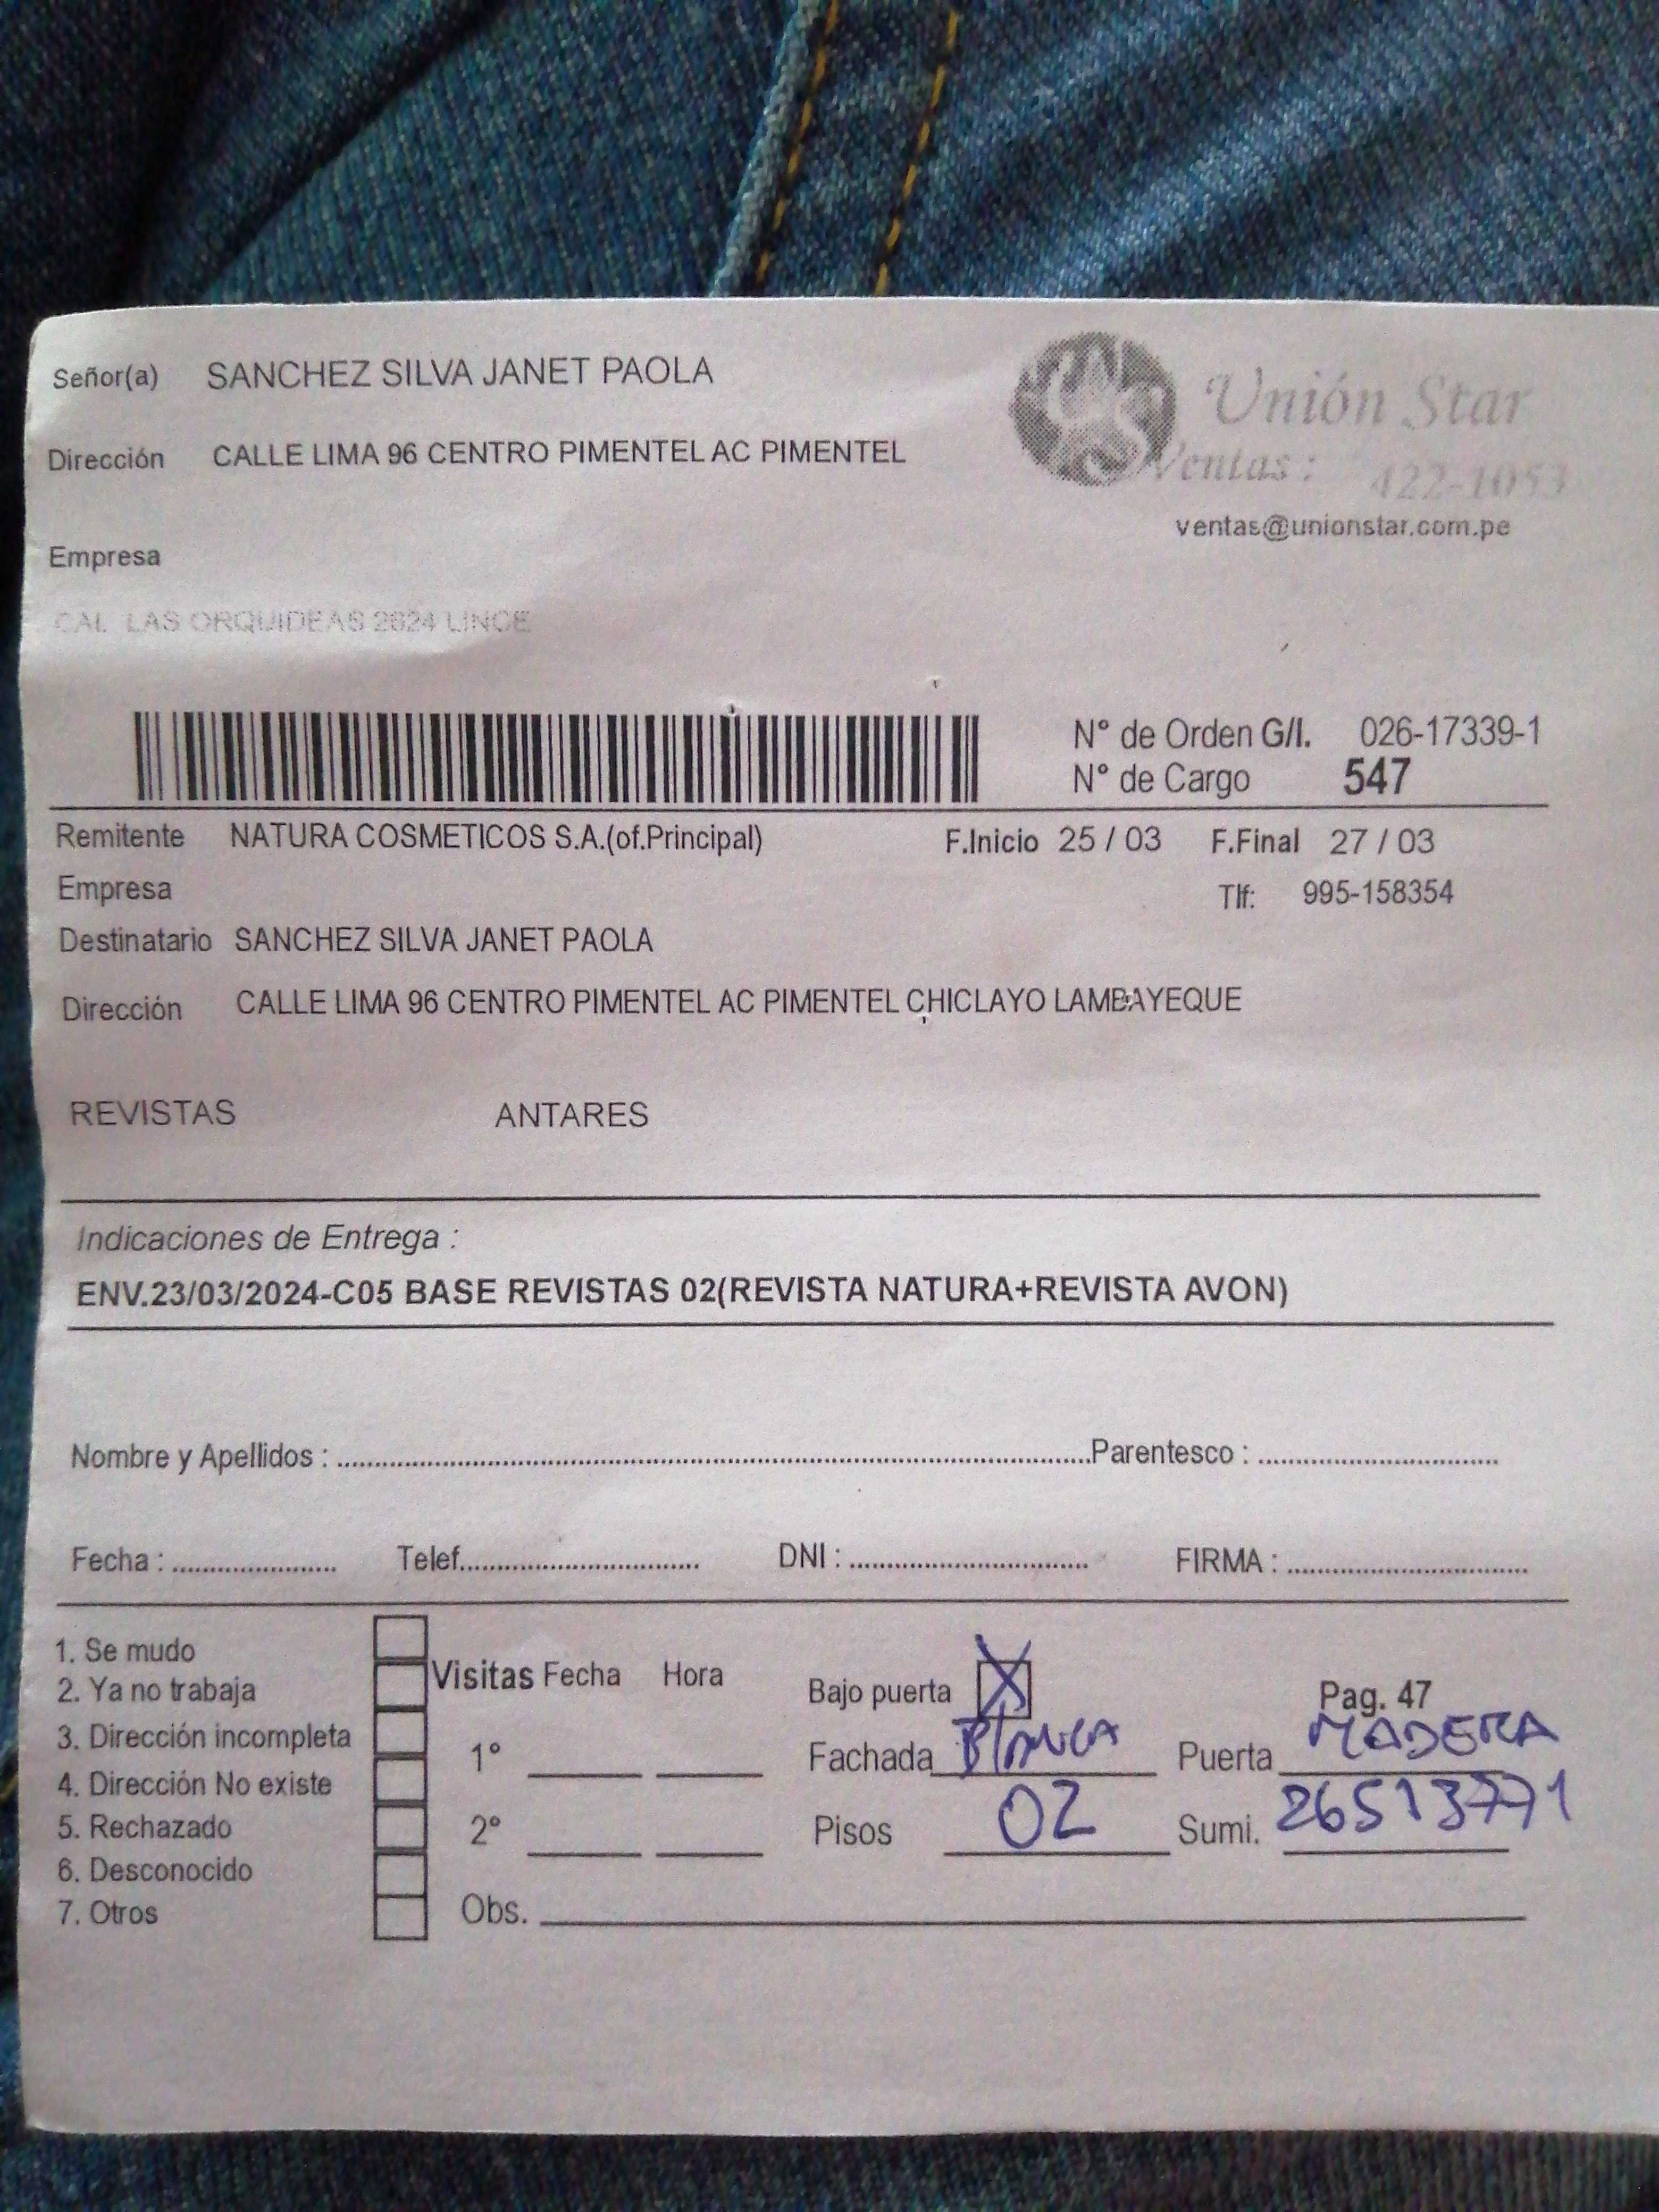 Señor(a) SANCHEZ SILVA JANET PAOLA
Unión Star
Dirección CALLE LIMA 96 CENTRO PIMENTEL AC PIMENTEL
Ventas : 422-1053
ventas@unionstar.com.pe
Empresa
CAL. LAS ORQUIDEAS 2624 LINCE
N° de Orden G/I. 026-17339-1
N° de Cargo 547
Remitente NATURA COSMETICOS S.A.(of.Principal) F.Inicio 25 / 03 F.Final 27 / 03
Empresa Tlf: 995-158354
Destinatario SANCHEZ SILVA JANET PAOLA
Dirección CALLE LIMA 96 CENTRO PIMENTEL AC PIMENTEL CHICLAYO LAMBAYEQUE
REVISTAS ANTARES
Indicaciones de Entrega :
ENV.23/03/2024-C05 BASE REVISTAS 02(REVISTA NATURA+REVISTA AVON)
Nombre y Apellidos : Parentesco :
Fecha : Telef. DNI : FIRMA :
1. Se mudo
2. Ya no trabaja
3. Dirección incompleta
4. Dirección No existe
5. Rechazado
6. Desconocido
7. Otros
Visitas Fecha Hora
1°
2°
Obs.
Bajo puerta X Pag. 47
Fachada Blanca Puerta MADERA
Pisos 02 Sumi. 26513771